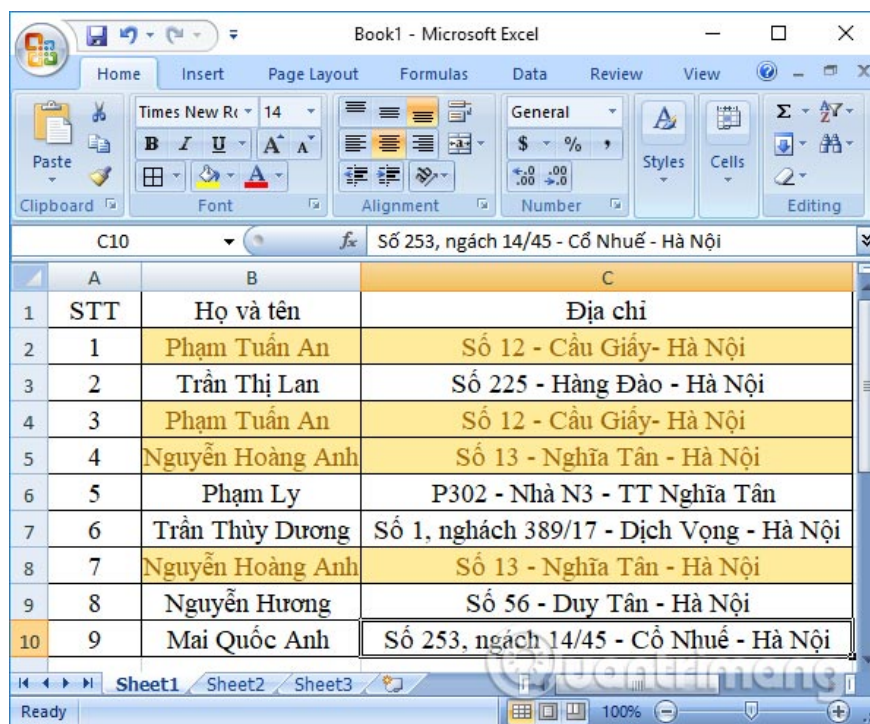 Book1 - Microsoft Excel
Home Insert Page Layout Formulas Data Review View
Paste
Times New Ro 14
B I U A A
A
General
$ % ,
.0 .00
.00 .0
Styles
Cells
Σ
Clipboard Font Alignment Number Editing
C10 fx Số 253, ngách 14/45 - Cổ Nhuế - Hà Nội
A B C
1 STT Họ và tên Địa chỉ
2 1 Phạm Tuấn An Số 12 - Cầu Giấy- Hà Nội
3 2 Trần Thị Lan Số 225 - Hàng Đào - Hà Nội
4 3 Phạm Tuấn An Số 12 - Cầu Giấy- Hà Nội
5 4 Nguyễn Hoàng Anh Số 13 - Nghĩa Tân - Hà Nội
6 5 Phạm Ly P302 - Nhà N3 - TT Nghĩa Tân
7 6 Trần Thùy Dương Số 1, nghách 389/17 - Dịch Vọng - Hà Nội
8 7 Nguyễn Hoàng Anh Số 13 - Nghĩa Tân - Hà Nội
9 8 Nguyễn Hương Số 56 - Duy Tân - Hà Nội
10 9 Mai Quốc Anh Số 253, ngách 14/45 - Cổ Nhuế - Hà Nội
Quantrimang
Sheet1 Sheet2 Sheet3
Ready 100%